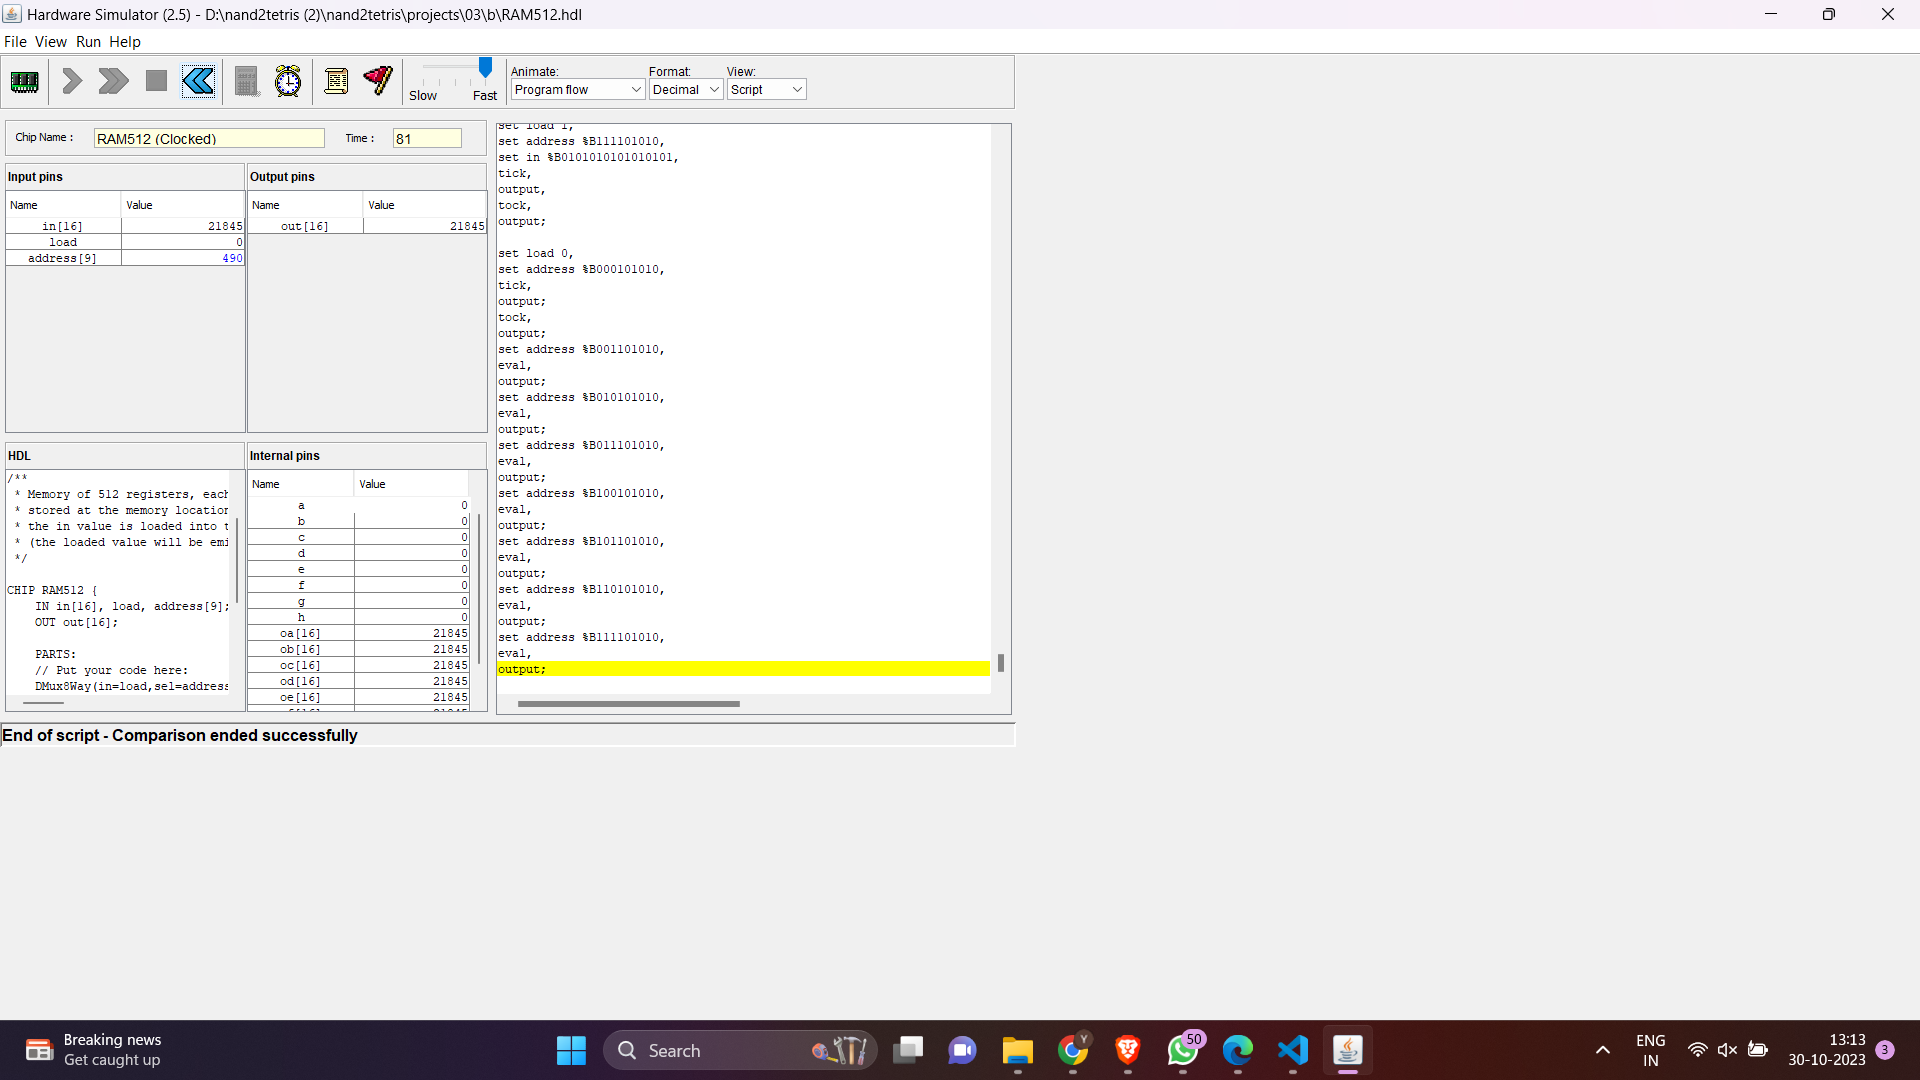 Hardware Simulator (2.5) - D:\nand2tetris (2)\nand2tetris\projects\03\b\RAM512.hdl
File View Run Help
Slow Fast
Animate: Format: View:
Program flow Decimal Script
Chip Name : RAM512 (Clocked) Time : 81
Input pins
Name Value
in[16] 21845
load 0
address[9] 490
Output pins
Name Value
out[16] 21845
HDL
/**
* Memory of 512 registers, each
* stored at the memory location
* the in value is loaded into
* (the loaded value will be emi
*/
CHIP RAM512 {
IN in[16], load, address[9];
OUT out[16];
PARTS:
// Put your code here:
DMux8Way(in=load,sel=address
Internal pins
Name Value
a 0
b 0
c 0
d 0
e 0
f 0
g 0
h 0
oa[16] 21845
ob[16] 21845
oc[16] 21845
od[16] 21845
oe[16] 21845
set load 1,
set address %B111101010,
set in %B0101010101010101,
tick,
output,
tock,
output;
set load 0,
set address %B000101010,
tick,
output;
tock,
output;
set address %B001101010,
eval,
output;
set address %B010101010,
eval,
output;
set address %B011101010,
eval,
output;
set address %B100101010,
eval,
output;
set address %B101101010,
eval,
output;
set address %B110101010,
eval,
output;
set address %B111101010,
eval,
output;
End of script - Comparison ended successfully
Breaking news
Get caught up
Search
Y
50
ENG
IN
13:13
30-10-2023
3